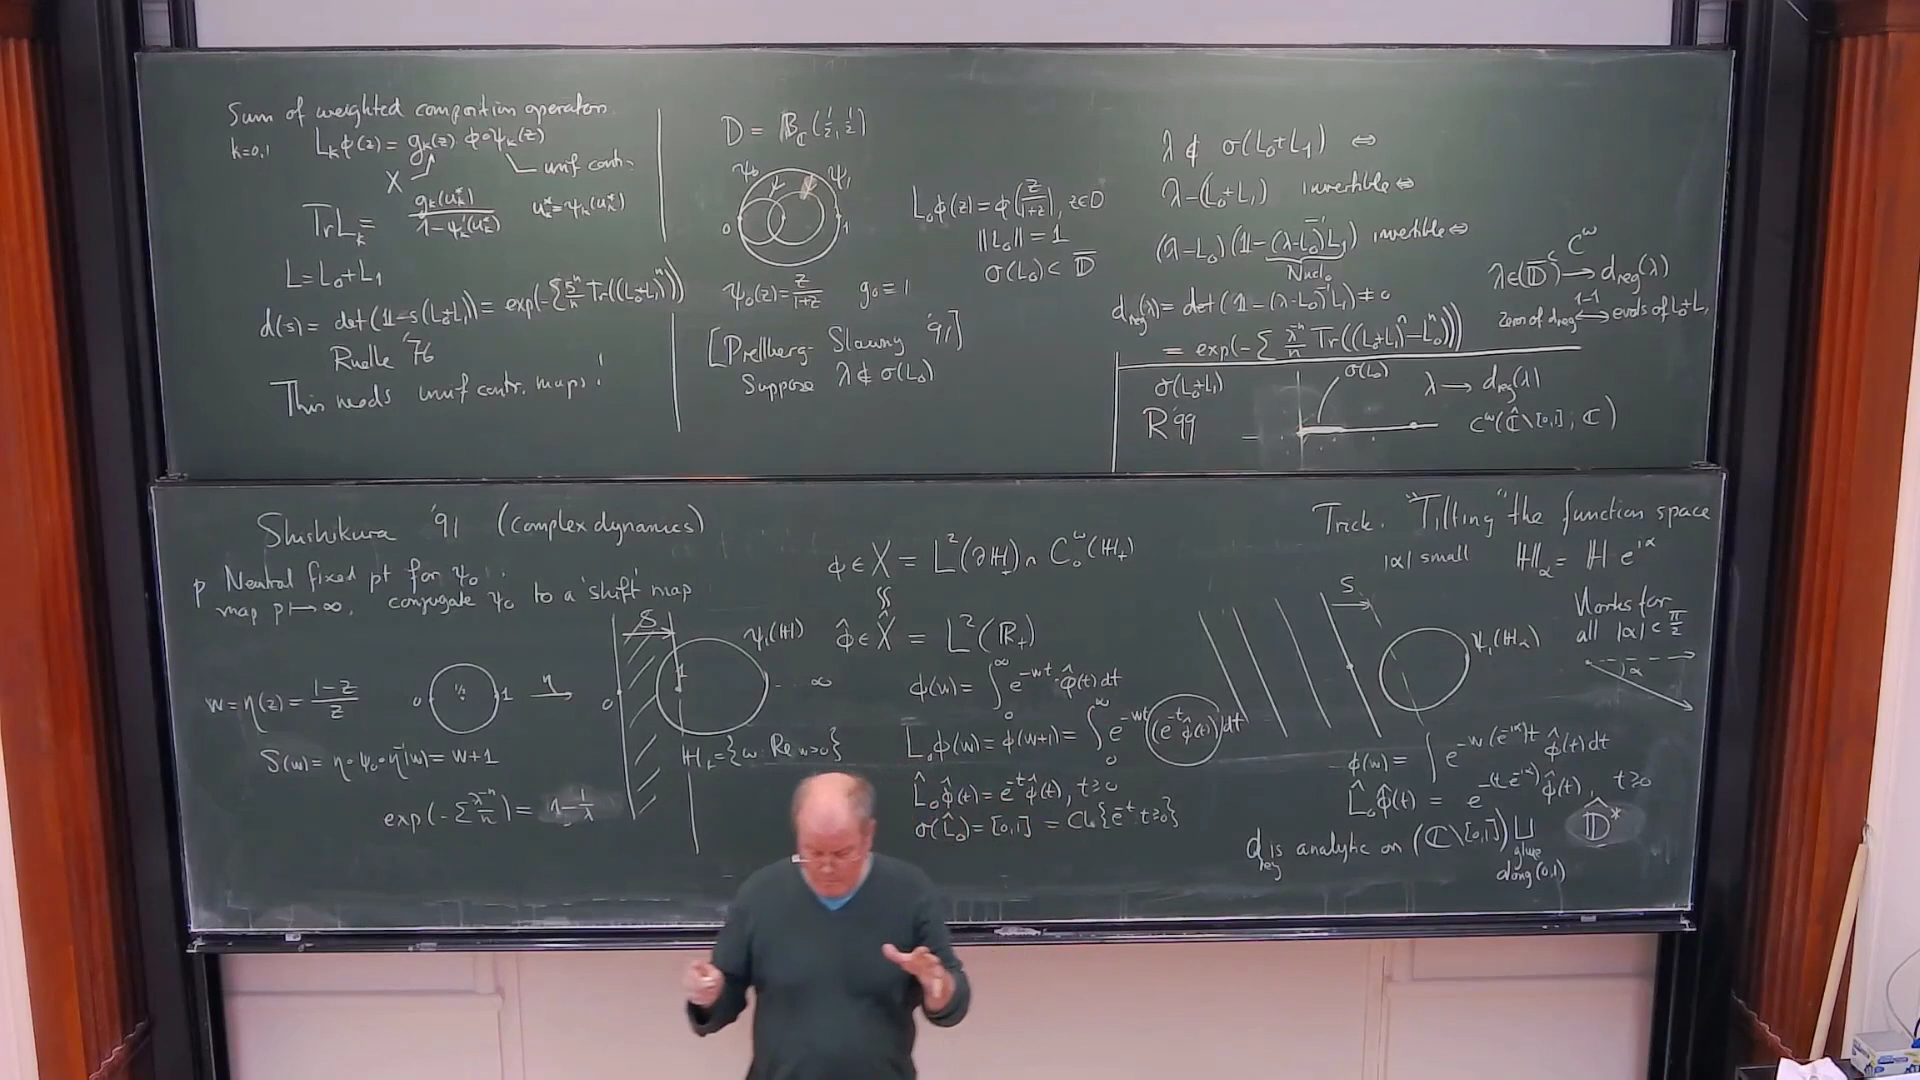 Sum of weighted composition operators
k=0,1   L_k φ(z) = g_k(z) φ∘ψ_k(z)
X   unif contr.
Tr L_k = g_k(u_k*) / (1-ψ_k'(u_k*))   u_k* = ψ_k(u_k*)
L = L_0+L_1
d(s) = det(1-s(L_0+L_1)) = exp(-Σ s^n/n Tr((L_0+L_1)^n))
Ruelle '76
This needs unif contr. maps!
D = B_ℂ(1/2, 1/2)
ψ_0   ψ_1
0   1
ψ_0(z) = z/(1+z)   g_0 ≡ 1
[Prellberg - Slawny '91]
Suppose λ ∉ σ(L_0)
L_0 φ(z) = φ(z/(1+z)), z∈D
‖L_0‖ = 1
σ(L_0) ⊂ 𝔻̄
λ ∉ σ(L_0+L_1) ⇔
λ-(L_0+L_1) invertible ⇔
(λ-L_0)(1-(λ-L_0)^{-1}L_1) invertible ⇔
Nucl_0
d_reg(λ) = det(1-(λ-L_0)^{-1}L_1) ≠ 0
= exp(-Σ λ^{-n}/n Tr((L_0+L_1)^n - L_0^n))
λ∈(𝔻̄)^c → d_reg(λ)
C^ω
zeros of d_reg ↔ evals of L_0+L_1
1-1
σ(L_0+L_1)
R '99
σ(L_0)
λ → d_reg(λ)
C^ω(ℂ̂\[0,1]; ℂ)
Shishikura '91 (complex dynamics)
p Neutral fixed pt for ψ_0.
map p ↦ ∞, conjugate ψ_0 to a 'shift' map
w = η(z) = (1-z)/z
0   1/2   1   η
S(w) = η∘ψ_0∘η^{-1}(w) = w+1
exp(-Σ λ^{-n}/n) = 1-1/λ
S   ψ_1(ℍ)
0   1   ∞
ℍ_+ = {w: Re w>0}
φ∈X = L²(∂ℍ_+) ∩ C_0^ω(ℍ_+)
φ̂∈X̂ = L²(ℝ_+)
φ(w) = ∫_0^∞ e^{-wt} φ̂(t)dt
L_0φ(w) = φ(w+1) = ∫_0^∞ e^{-wt}(e^{-t}φ̂(t))dt
L̂_0φ̂(t) = e^{-t}φ̂(t), t≥0
σ(L̂_0) = [0,1] = Cl{e^{-t} t≥0}
Trick. "Tilting" the function space
|α| small   ℍ_α = ℍ e^{iα}
S   ψ_1(ℍ_α)
Works for
all |α| < π/2
α
φ(w) = ∫ e^{-w(e^{-iα})t} φ̂(t)dt
L̂_0φ̂(t) = e^{-(t e^{-iα})} φ̂(t), t≥0
d_reg is analytic on (ℂ\[0,1]) ⊔ 𝔻̂*
glue
along (0,1)